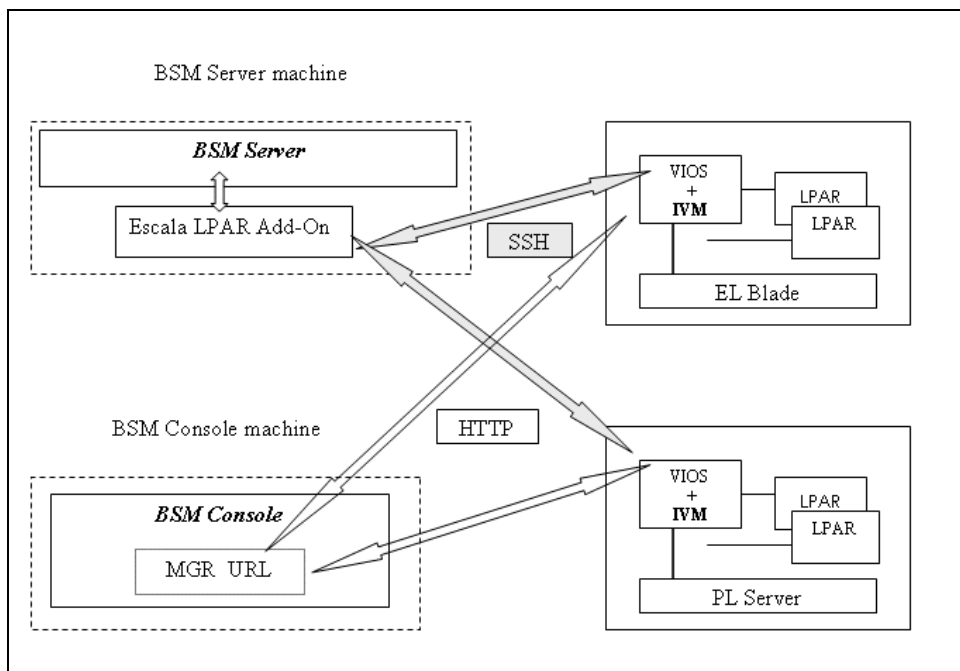 BSM Server machine
BSM Server
Escala LPAR Add-On
SSH
VIOS
+
IVM
LPAR
LPAR
EL Blade
BSM Console machine
HTTP
BSM Console
MGR URL
VIOS
+
IVM
LPAR
LPAR
PL Server